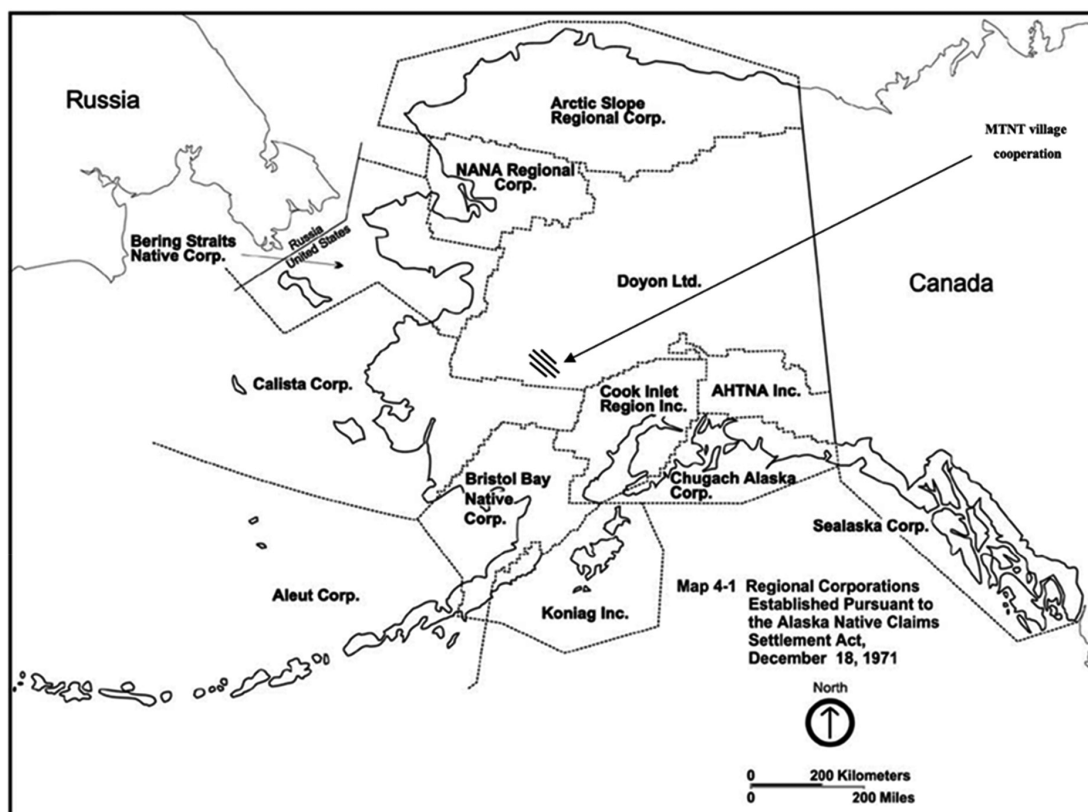 Russia
Arctic Slope
Regional Corp.
MTNT village
cooperation
NANA Regional
Corp.
Bering Straits
Native Corp.
Russia
United States
Doyon Ltd.
Canada
Calista Corp.
Cook Inlet
Region Inc.
AHTNA Inc.
Bristol Bay
Native
Corp.
Chugach Alaska
Corp.
Sealaska Corp.
Aleut Corp.
Koniag Inc.
Map 4-1 Regional Corporations
Established Pursuant to
the Alaska Native Claims
Settlement Act,
December 18, 1971
North
0 200 Kilometers
0 200 Miles